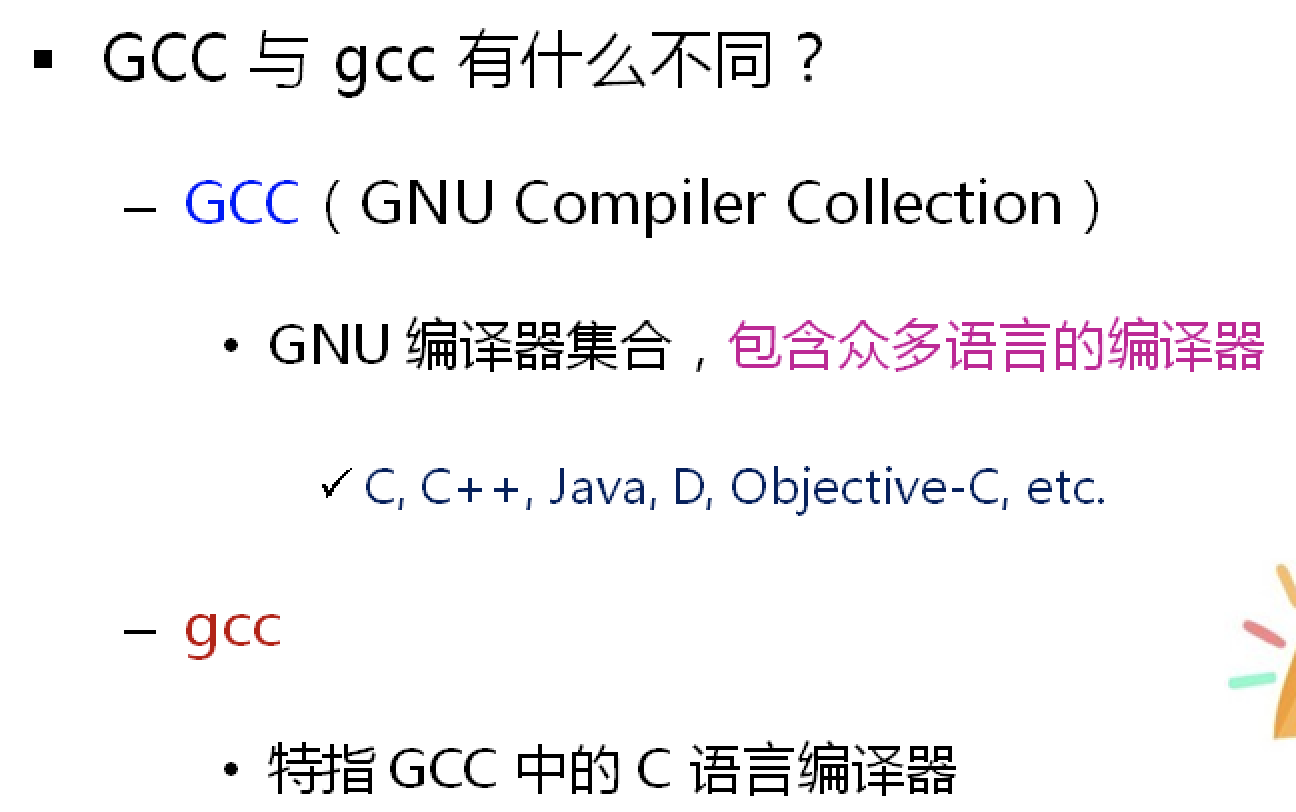 ▪ GCC 与 gcc 有什么不同？
– GCC（GNU Compiler Collection）
• GNU 编译器集合，包含众多语言的编译器
✓ C, C++, Java, D, Objective-C, etc.
– gcc
• 特指 GCC 中的 C 语言编译器